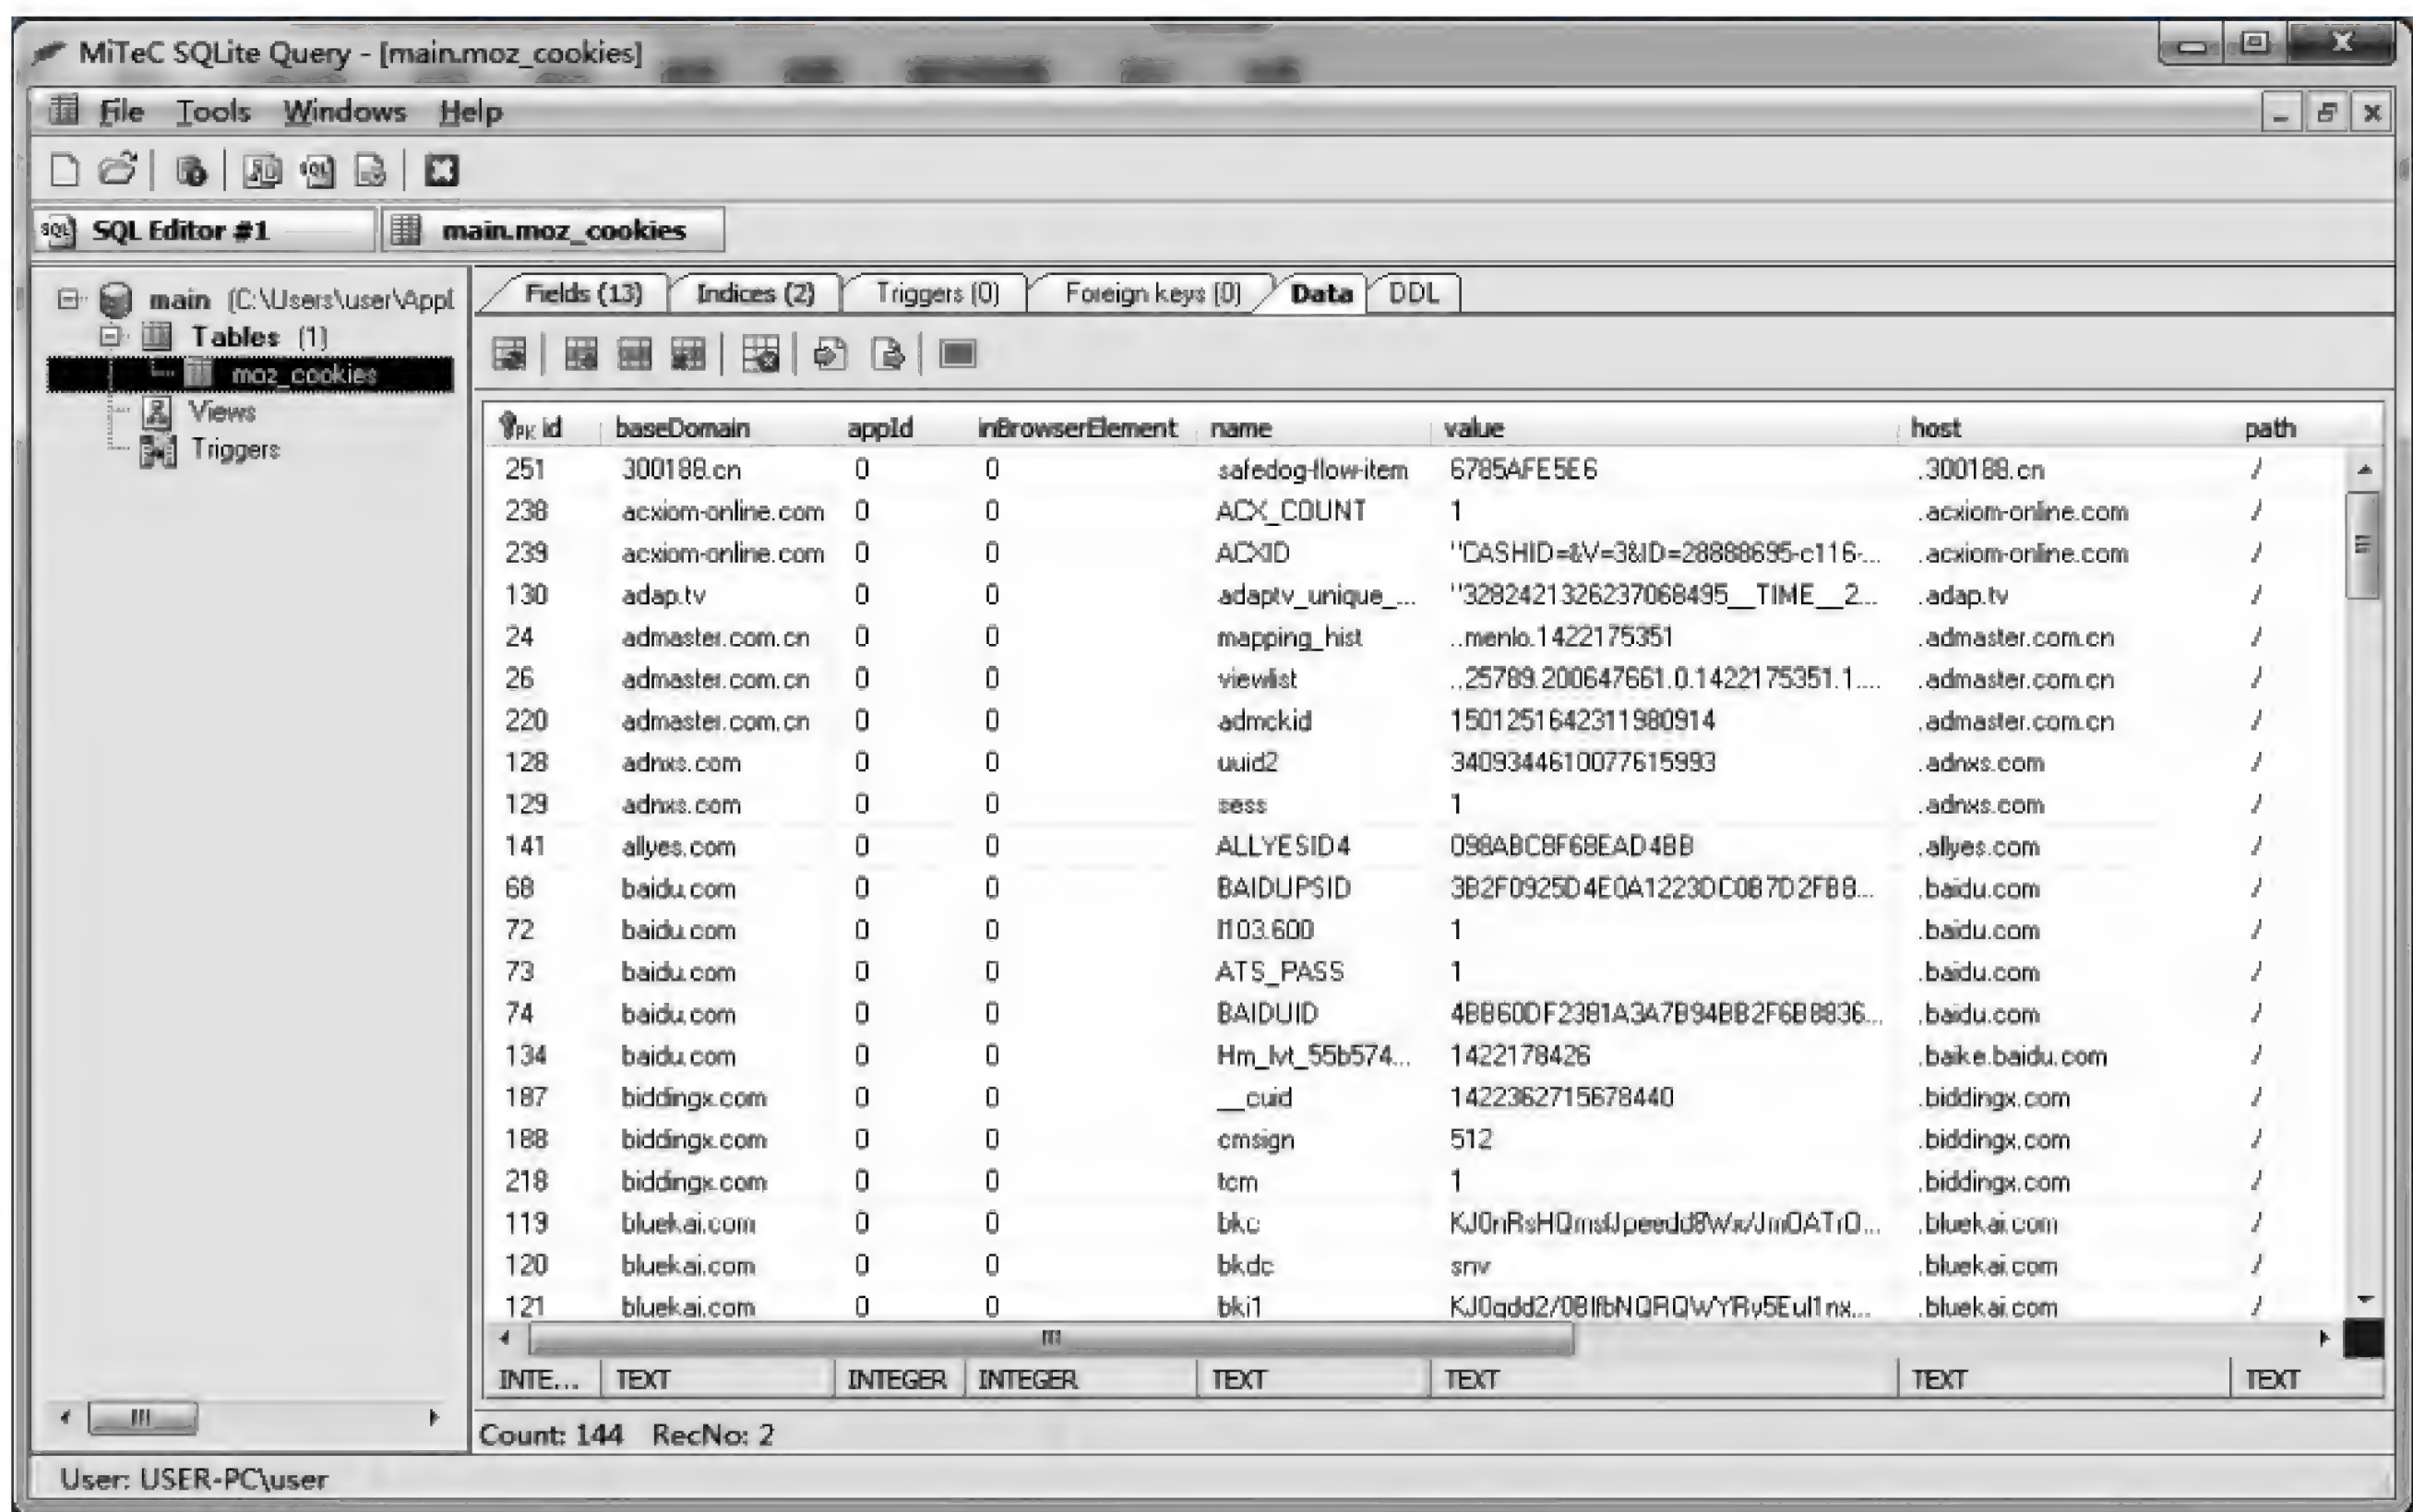 MiTeC SQLite Query - [main.moz_cookies]
File Tools Windows Help
SQL Editor #1 main.moz_cookies
main (C:\Users\user\Appl
Tables (1)
moz_cookies
Views
Triggers
Fields (13) Indices (2) Triggers (0) Foreign keys (0) Data DDL
PK id baseDomain appId inBrowserElement name value host path
251 300188.cn 0 0 safedog-flow-item 6785AFE5E6 .300188.cn /
238 acxiom-online.com 0 0 ACX_COUNT 1 .acxiom-online.com /
239 acxiom-online.com 0 0 ACXID "CASHID=&V=3&ID=28888695-c116-... .acxiom-online.com /
130 adap.tv 0 0 adaptv_unique_... "3282421326237068495__TIME__2... .adap.tv /
24 admaster.com.cn 0 0 mapping_hist ..menlo.1422175351 .admaster.com.cn /
26 admaster.com.cn 0 0 viewlist ..25789.200647661.0.1422175351.1.... .admaster.com.cn /
220 admaster.com.cn 0 0 admckid 1501251642311980914 .admaster.com.cn /
128 adnxs.com 0 0 uuid2 3409344610077615993 .adnxs.com /
129 adnxs.com 0 0 sess 1 .adnxs.com /
141 allyes.com 0 0 ALLYESID4 098ABC8F68EAD4BB .allyes.com /
68 baidu.com 0 0 BAIDUPSID 3B2F0925D4E0A1223DC0B7D2FBB... .baidu.com /
72 baidu.com 0 0 1 .baidu.com /
73 baidu.com 0 0 ATS_PASS 1 .baidu.com /
74 baidu.com 0 0 BAIDUID 4BB60DF2381A3A7B94BB2F6B8836... .baidu.com /
134 baidu.com 0 0 Hm_lvt_55b574... 1422178426 .baike.baidu.com /
187 biddingx.com 0 0 __cuid 1422362715678440 .biddingx.com /
188 biddingx.com 0 0 cmsign 512 .biddingx.com /
218 biddingx.com 0 0 tcm 1 .biddingx.com /
119 bluekai.com 0 0 bkc .bluekai.com /
120 bluekai.com 0 0 bkdc snv .bluekai.com /
121 bluekai.com 0 0 bki1 .bluekai.com /
INTE... TEXT INTEGER INTEGER TEXT TEXT TEXT TEXT
Count: 144 RecNo: 2
User: USER-PC\user